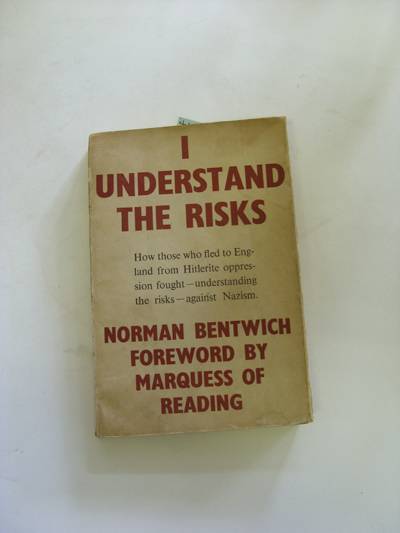 I
UNDERSTAND
THE RISKS
How those who fled to Eng-
land from Hitlerite oppres-
sion fought—understanding
the risks—against Nazism.
NORMAN BENTWICH
FOREWORD BY
MARQUESS OF
READING